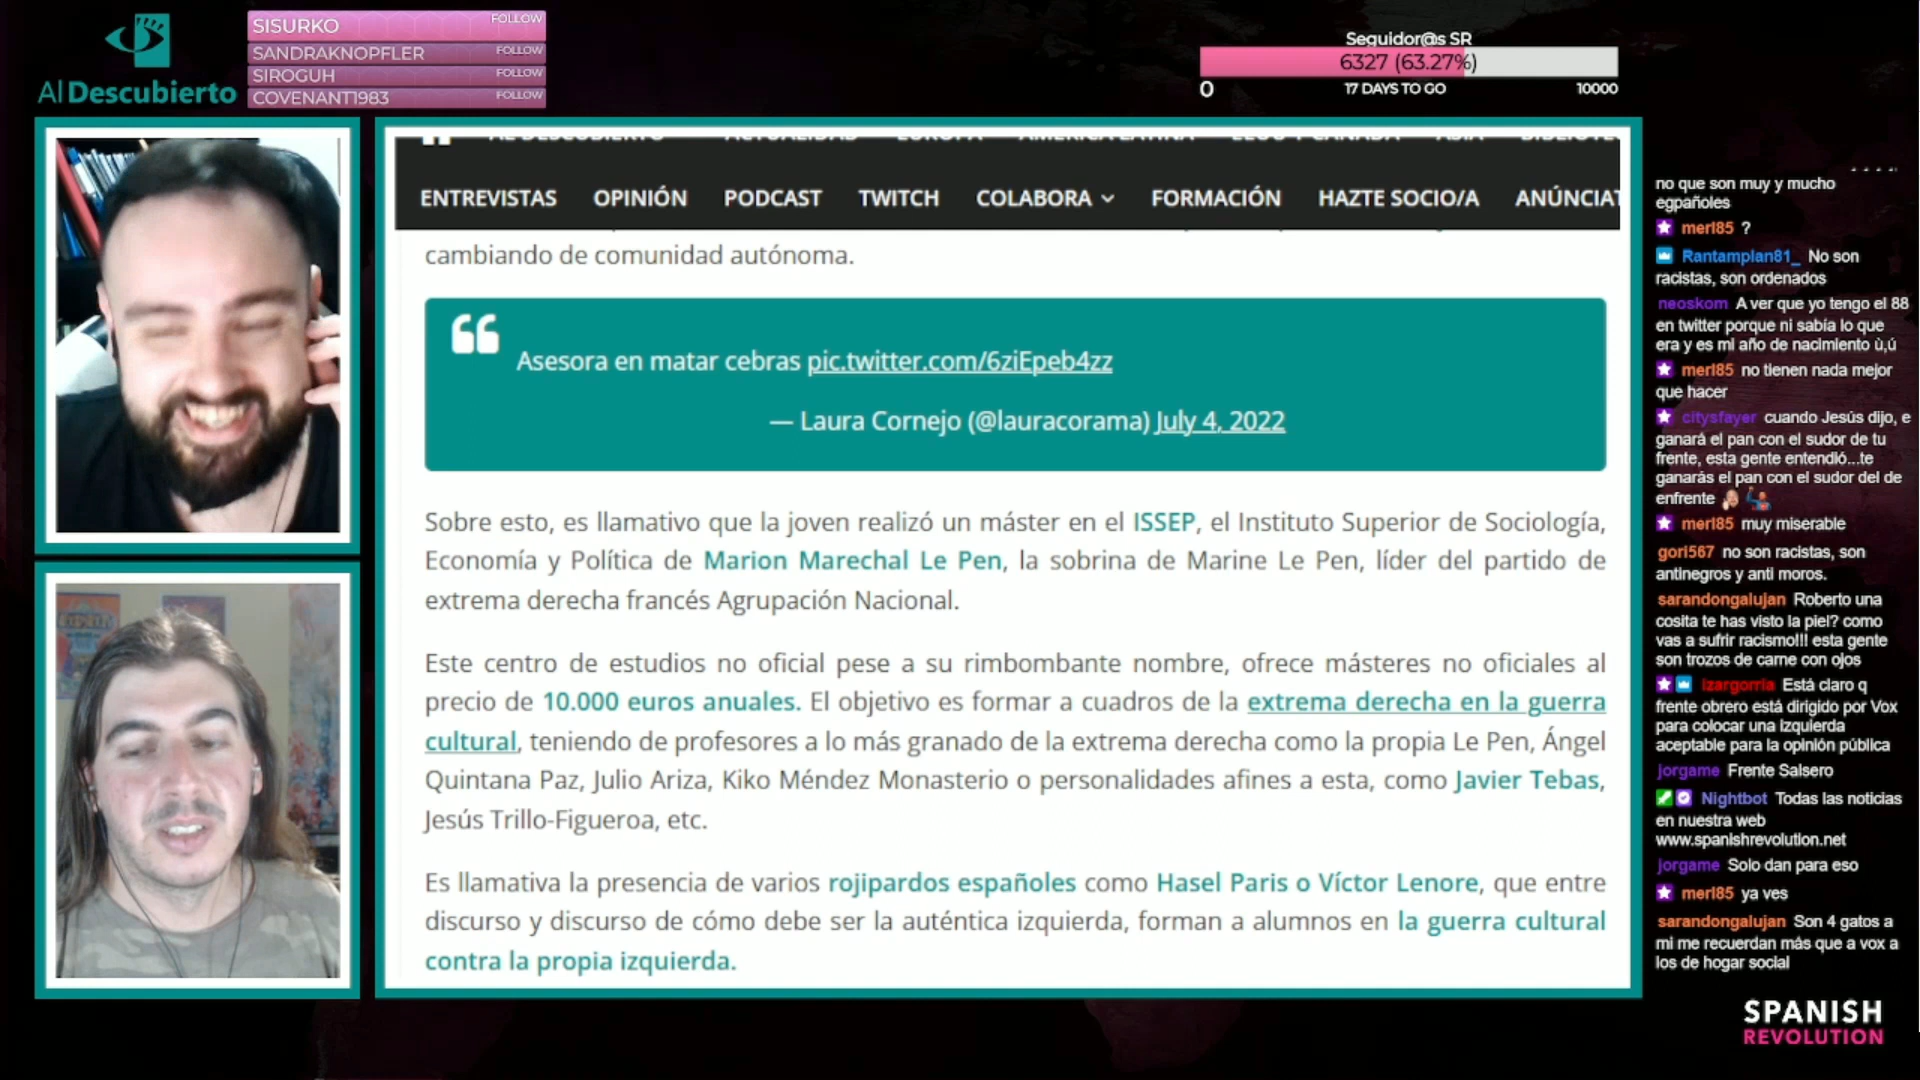 Al Descubierto
SISURKO FOLLOW
SANDRAKNOPFLER FOLLOW
SIROGUH FOLLOW
COVENANT1983 FOLLOW
Seguidor@s SR
6327 (63.27%)
0 17 DAYS TO GO 10000
AL DESCUBIERTO ACTUALIDAD EUROPA AMÉRICA LATINA EEUU Y CANADÁ ASIA
ENTREVISTAS OPINIÓN PODCAST TWITCH COLABORA FORMACIÓN HAZTE SOCIO/A ANÚNCIAT
cambiando de comunidad autónoma.
Asesora en matar cebras pic.twitter.com/6ziEpeb4zz
— Laura Cornejo (@lauracorama) July 4, 2022
Sobre esto, es llamativo que la joven realizó un máster en el ISSEP, el Instituto Superior de Sociología,
Economía y Política de Marion Marechal Le Pen, la sobrina de Marine Le Pen, líder del partido de
extrema derecha francés Agrupación Nacional.
Este centro de estudios no oficial pese a su rimbombante nombre, ofrece másteres no oficiales al
precio de 10.000 euros anuales. El objetivo es formar a cuadros de la extrema derecha en la guerra
cultural, teniendo de profesores a lo más granado de la extrema derecha como la propia Le Pen, Ángel
Quintana Paz, Julio Ariza, Kiko Méndez Monasterio o personalidades afines a esta, como Javier Tebas,
Jesús Trillo-Figueroa, etc.
Es llamativa la presencia de varios rojipardos españoles como Hasel Paris o Víctor Lenore, que entre
discurso y discurso de cómo debe ser la auténtica izquierda, forman a alumnos en la guerra cultural
contra la propia izquierda.
no que son muy y mucho
egpañoles
merl85 ?
Rantamplan81_ No son
racistas, son ordenados
neoskom A ver que yo tengo el 88
en twitter porque ni sabía lo que
era y es mi año de nacimiento ù,ú
merl85 no tienen nada mejor
que hacer
citysfayer cuando Jesús dijo, e
ganará el pan con el sudor de tu
frente, esta gente entendió...te
ganarás el pan con el sudor del de
enfrente
merl85 muy miserable
gori567 no son racistas, son
antinegros y anti moros.
sarandongalujan Roberto una
cosita te has visto la piel? como
vas a sufrir racismo!!! esta gente
son trozos de carne con ojos
Izargorria Está claro q
frente obrero está dirigido por Vox
para colocar una Izquierda
aceptable para la opinión pública
jorgame Frente Salsero
Nightbot Todas las noticias
en nuestra web
www.spanishrevolution.net
jorgame Solo dan para eso
merl85 ya ves
sarandongalujan Son 4 gatos a
mi me recuerdan más que a vox a
los de hogar social
SPANISH
REVOLUTION